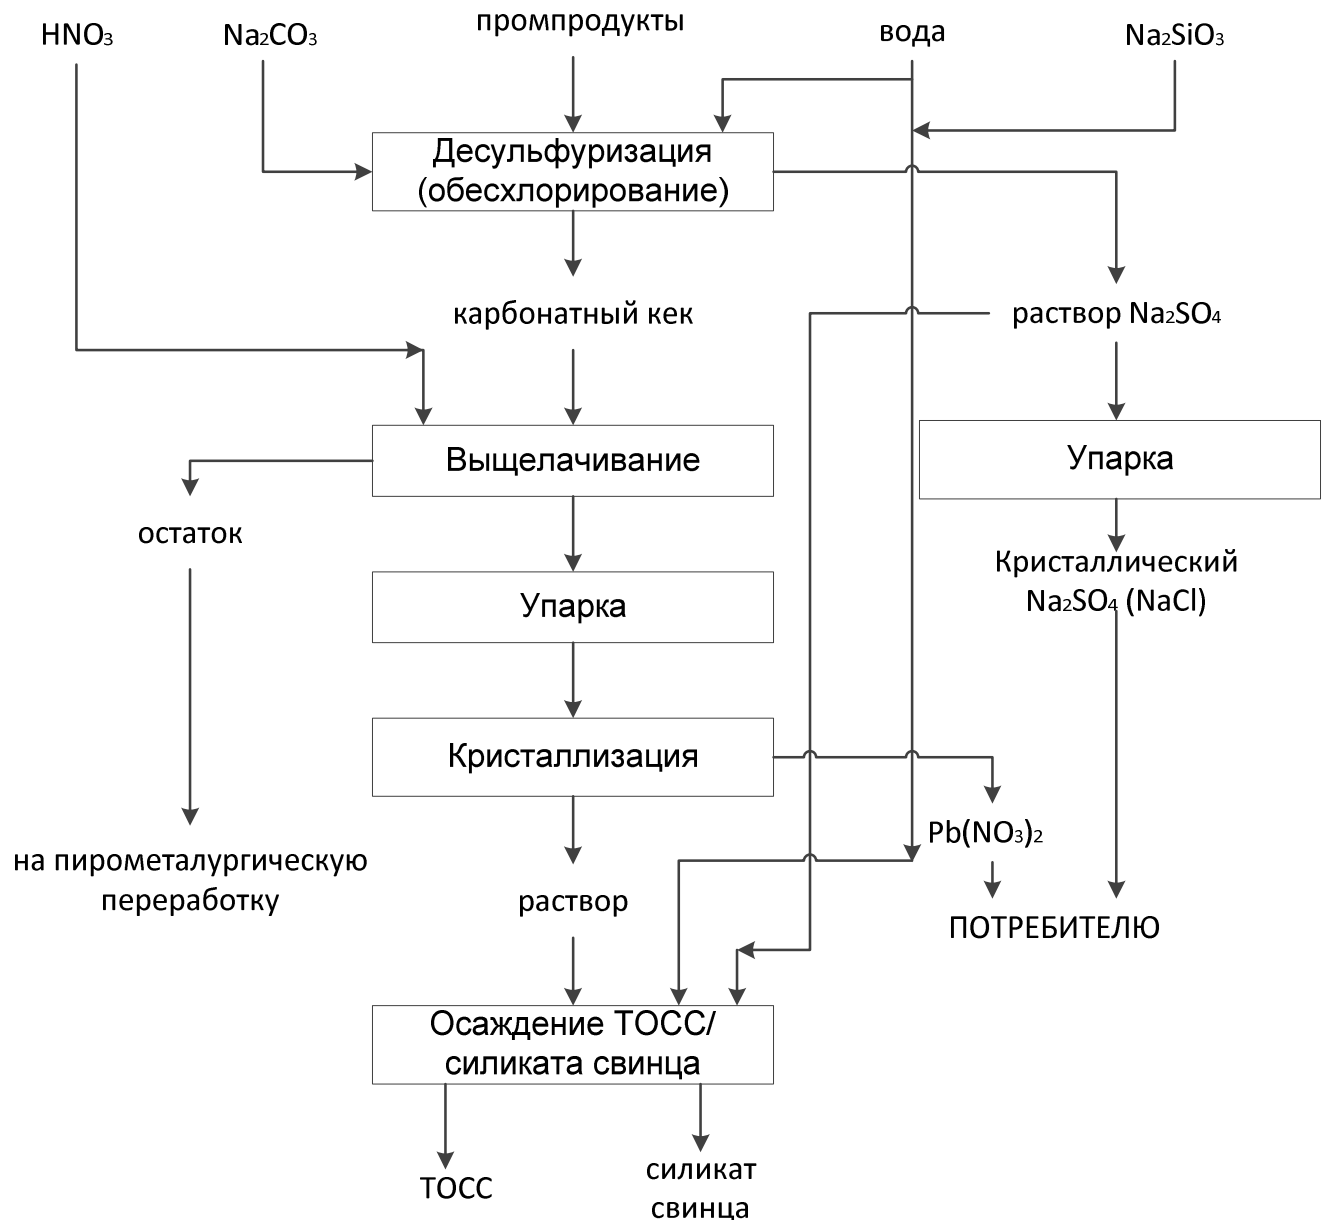 HNO3
Na2CO3
промпродукты
вода
Na2SiO3
Десульфуризация
(обесхлорирование)
карбонатный кек
раствор Na2SO4
Выщелачивание
Упарка
остаток
Кристаллический
Na2SO4 (NaCl)
Упарка
Кристаллизация
Pb(NO3)2
на пирометалургическую
переработку
раствор
ПОТРЕБИТЕЛЮ
Осаждение ТОСС/
силиката свинца
ТОСС
силикат
свинца